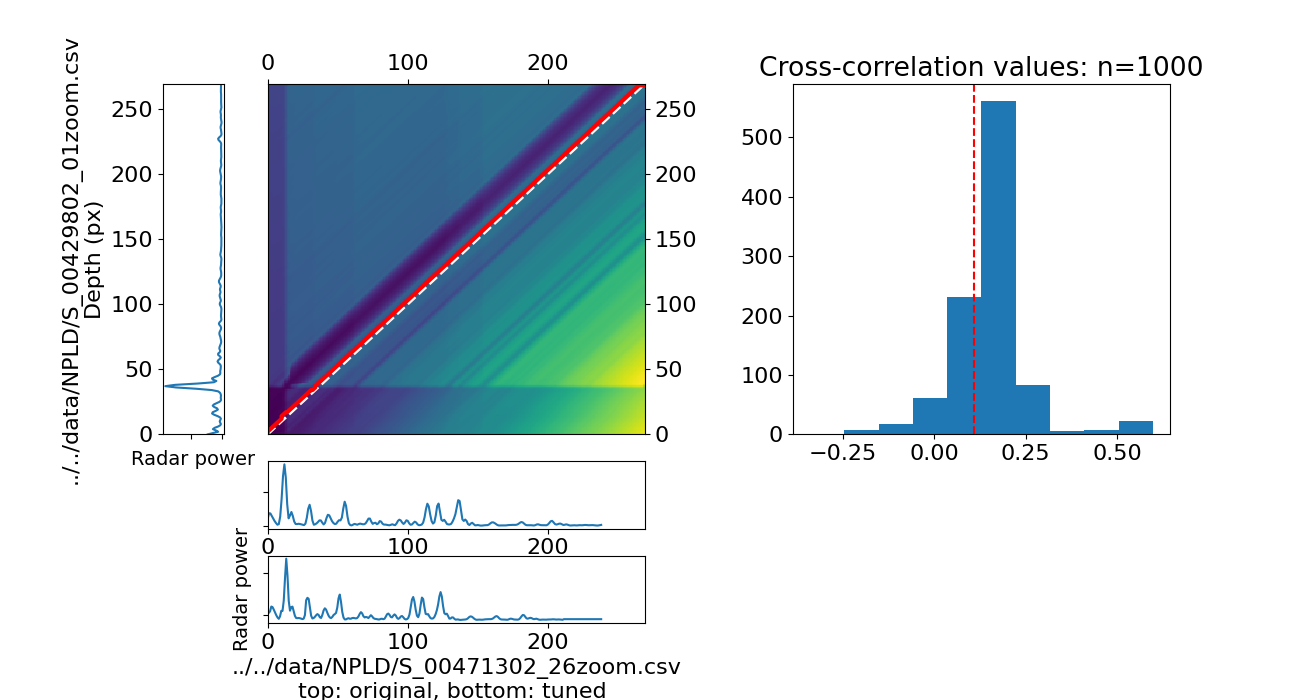 ../../data/NPLD/S_00429802_01zoom.csv
Depth (px)
0
50
100
150
200
250
Radar power
0 100 200
0
50
100
150
200
250
Cross-correlation values: n=1000
0
100
200
300
400
500
−0.25 0.00 0.25 0.50
0 100 200
Radar power
0 100 200
../../data/NPLD/S_00471302_26zoom.csv
top: original, bottom: tuned